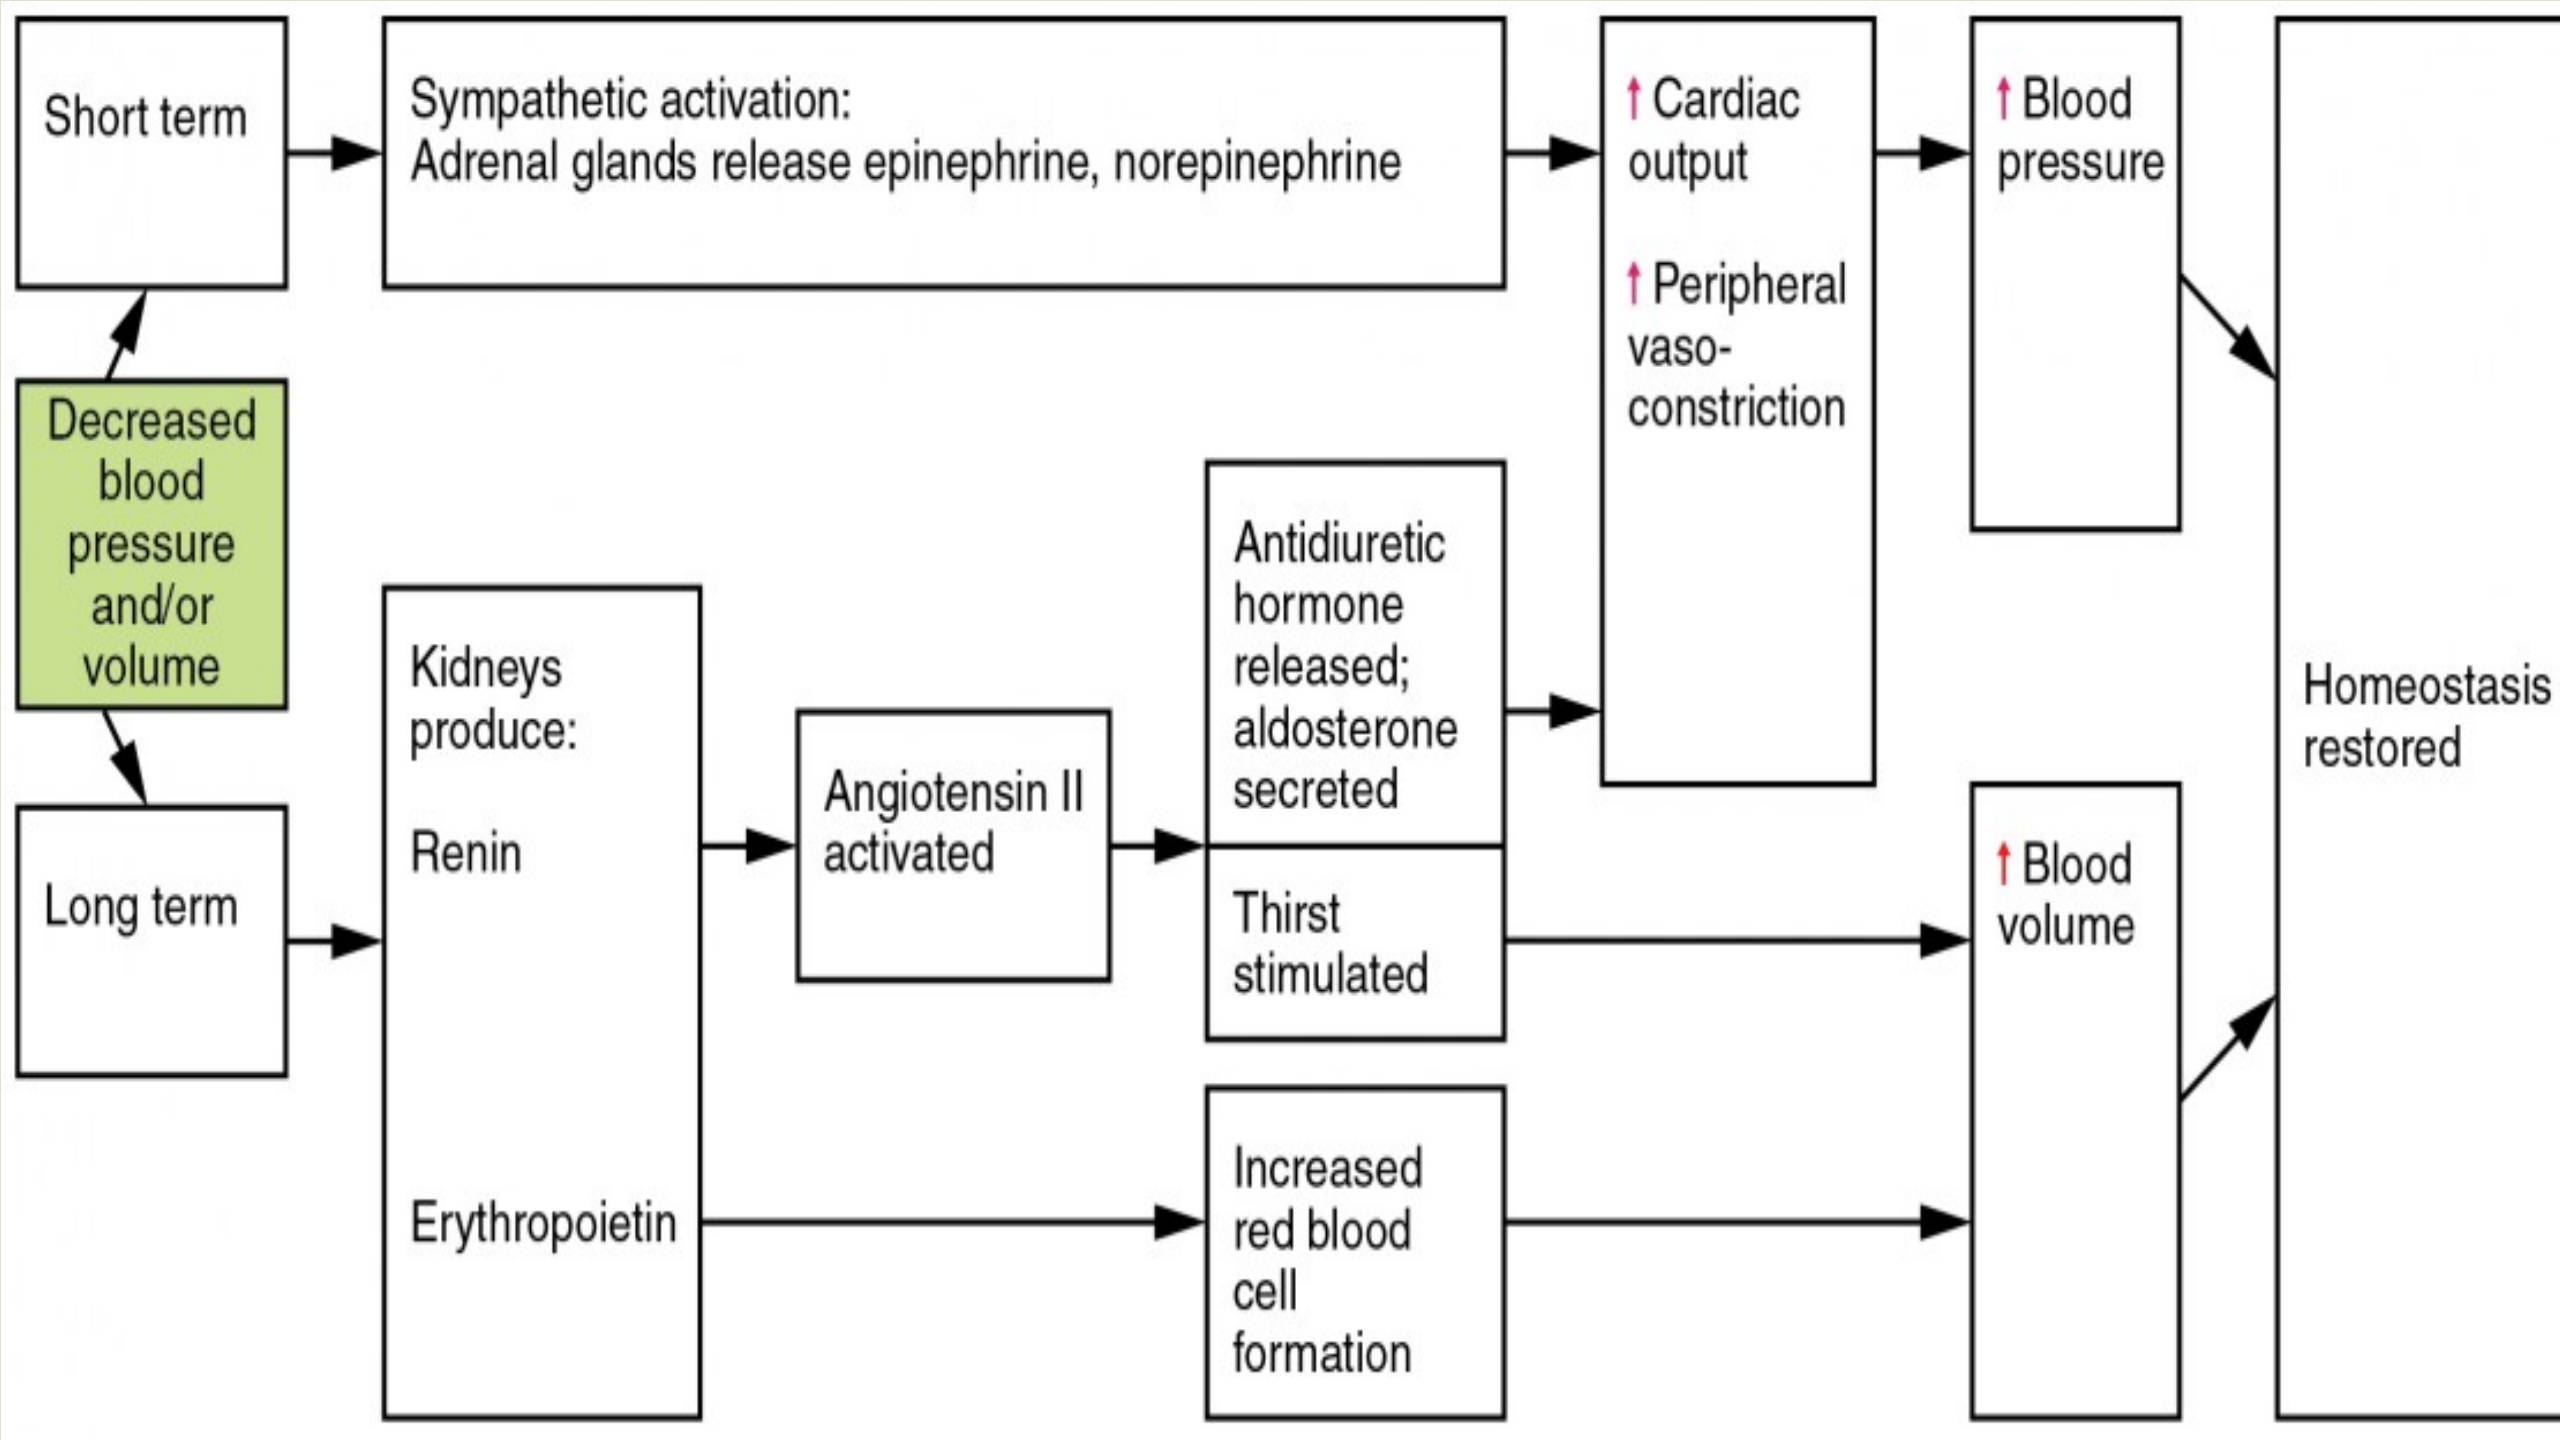 Short term
Sympathetic activation:
Adrenal glands release epinephrine, norepinephrine
↑ Cardiac
output
↑ Peripheral
vaso-
constriction
↑ Blood
pressure
Decreased
blood
pressure
and/or
volume
Long term
Kidneys
produce:
Renin
Erythropoietin
Angiotensin II
activated
Antidiuretic
hormone
released;
aldosterone
secreted
Thirst
stimulated
Increased
red blood
cell
formation
↑ Blood
volume
Homeostasis
restored